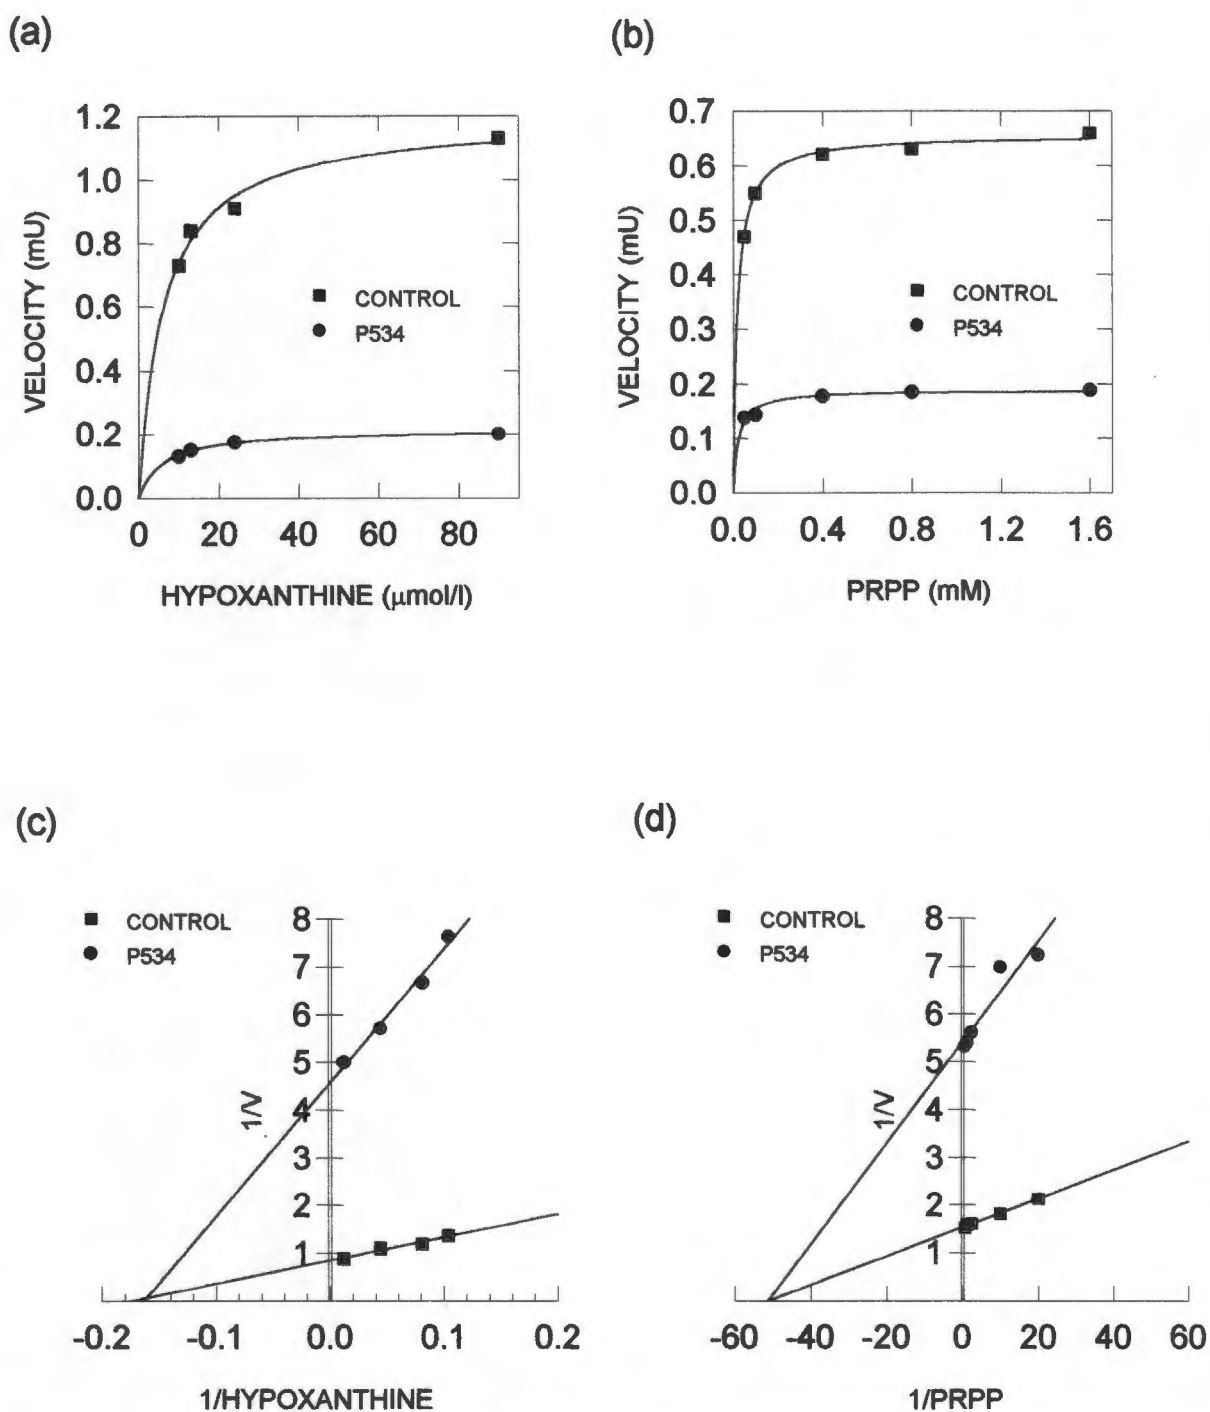 (a)
1.2
1.0
0.8
0.6
0.4
0.2
0.0
VELOCITY (mU)
CONTROL
P534
0 20 40 60 80
HYPOXANTHINE (μmol/l)
(b)
0.7
0.6
0.5
0.4
0.3
0.2
0.1
0.0
VELOCITY (mU)
CONTROL
P534
0.0 0.4 0.8 1.2 1.6
PRPP (mM)
(c)
CONTROL
P534
8
7
6
5
4
3
2
1
1/V
-0.2 -0.1 0.0 0.1 0.2
1/HYPOXANTHINE
(d)
CONTROL
P534
8
7
6
5
4
3
2
1
1/V
-60 -40 -20 0 20 40 60
1/PRPP